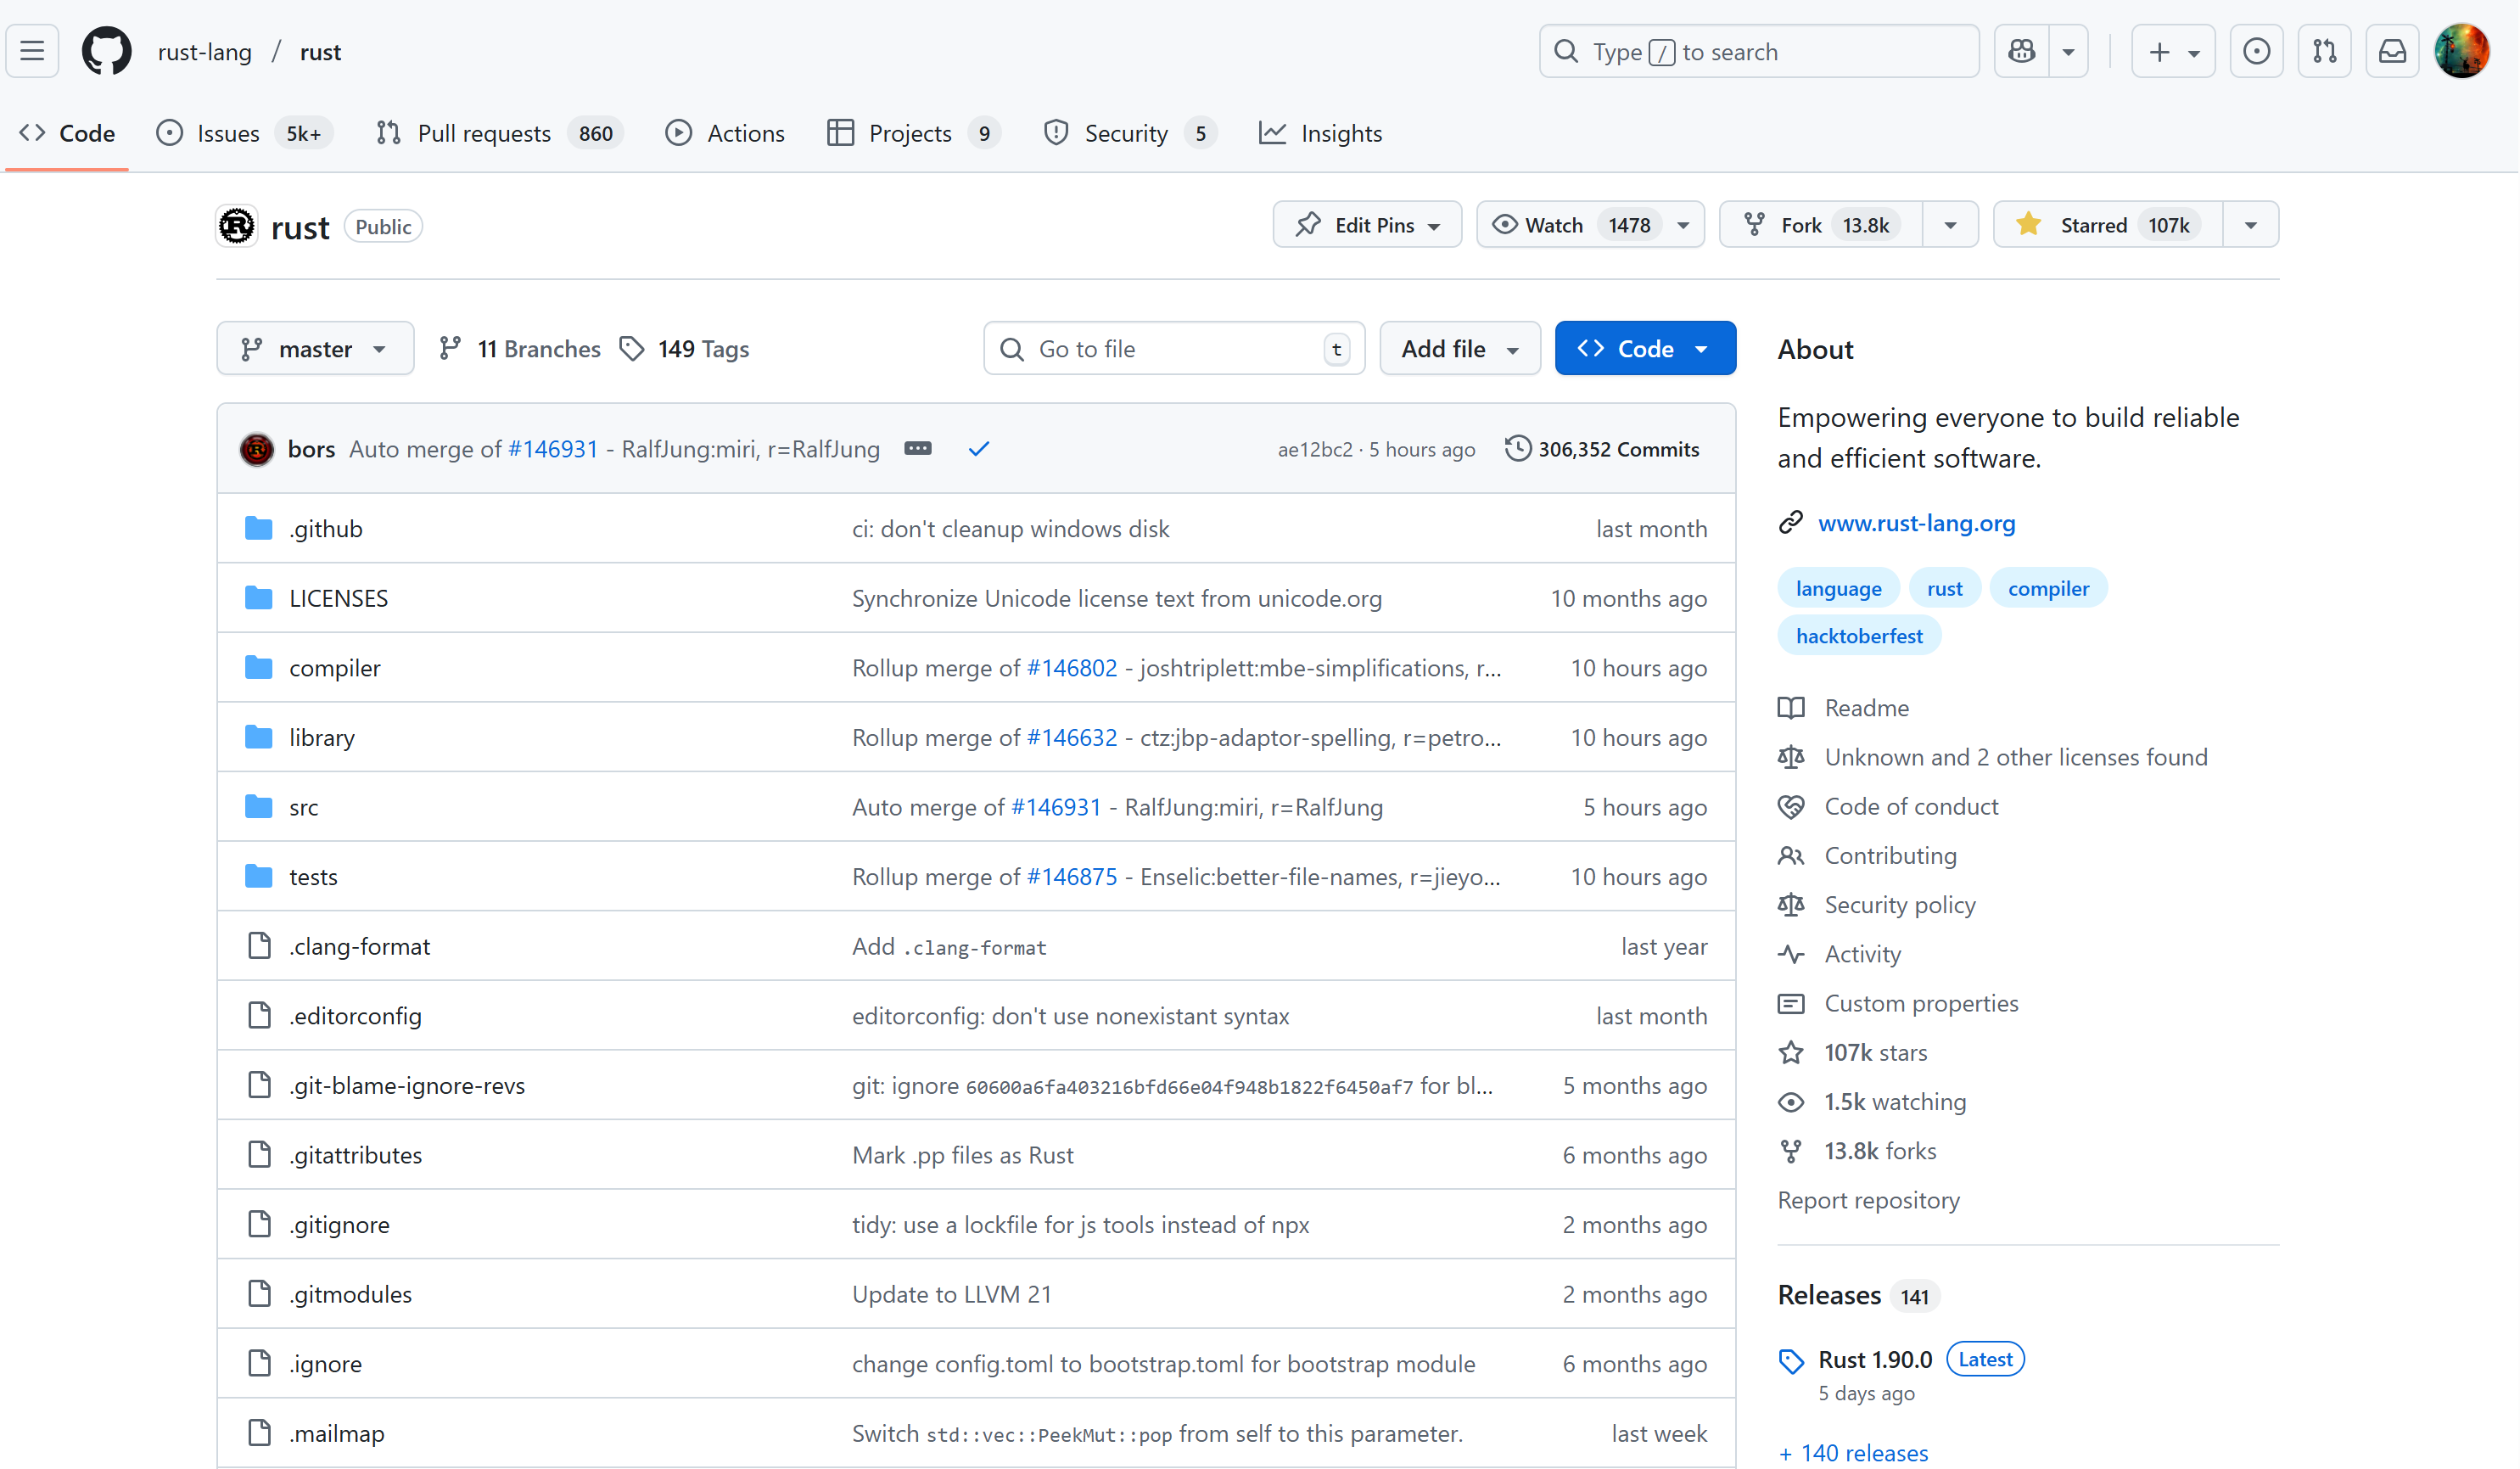 rust-lang / rust
Type / to search
Code Issues 5k+ Pull requests 860 Actions Projects 9 Security 5 Insights
rust Public
Edit Pins Watch 1478 Fork 13.8k Starred 107k
master 11 Branches 149 Tags
Go to file t Add file Code
bors Auto merge of #146931 - RalfJung:miri, r=RalfJung ae12bc2 · 5 hours ago 306,352 Commits
.github ci: don't cleanup windows disk last month
LICENSES Synchronize Unicode license text from unicode.org 10 months ago
compiler Rollup merge of #146802 - joshtriplett:mbe-simplifications, r... 10 hours ago
library Rollup merge of #146632 - ctz:jbp-adaptor-spelling, r=petro... 10 hours ago
src Auto merge of #146931 - RalfJung:miri, r=RalfJung 5 hours ago
tests Rollup merge of #146875 - Enselic:better-file-names, r=jieyo... 10 hours ago
.clang-format Add .clang-format last year
.editorconfig editorconfig: don't use nonexistant syntax last month
.git-blame-ignore-revs git: ignore 60600a6fa403216bfd66e04f948b1822f6450af7 for bl... 5 months ago
.gitattributes Mark .pp files as Rust 6 months ago
.gitignore tidy: use a lockfile for js tools instead of npx 2 months ago
.gitmodules Update to LLVM 21 2 months ago
.ignore change config.toml to bootstrap.toml for bootstrap module 6 months ago
.mailmap Switch std::vec::PeekMut::pop from self to this parameter. last week
About
Empowering everyone to build reliable
and efficient software.
www.rust-lang.org
language rust compiler
hacktoberfest
Readme
Unknown and 2 other licenses found
Code of conduct
Contributing
Security policy
Activity
Custom properties
107k stars
1.5k watching
13.8k forks
Report repository
Releases 141
Rust 1.90.0 Latest
5 days ago
+ 140 releases